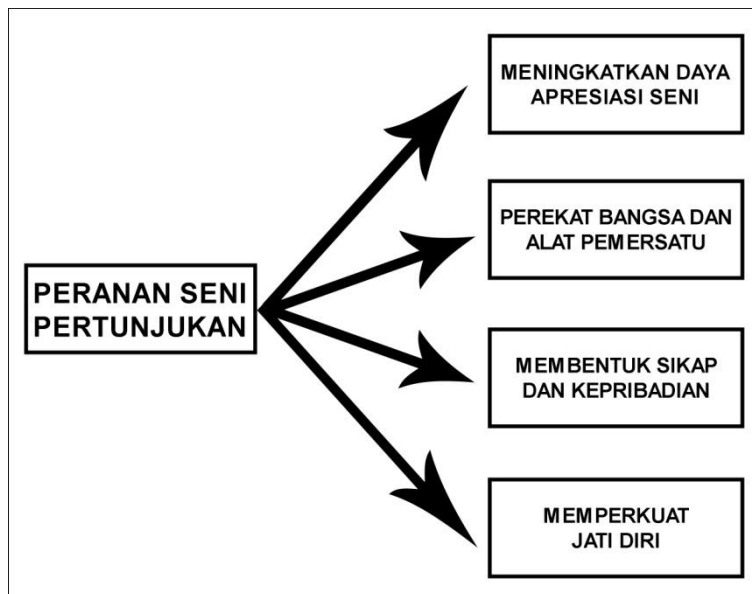 PERANAN SENI
PERTUNJUKAN
MENINGKATKAN DAYA
APRESIASI SENI
PEREKAT BANGSA DAN
ALAT PEMERSATU
MEMBENTUK SIKAP
DAN KEPRIBADIAN
MEMPERKUAT
JATI DIRI